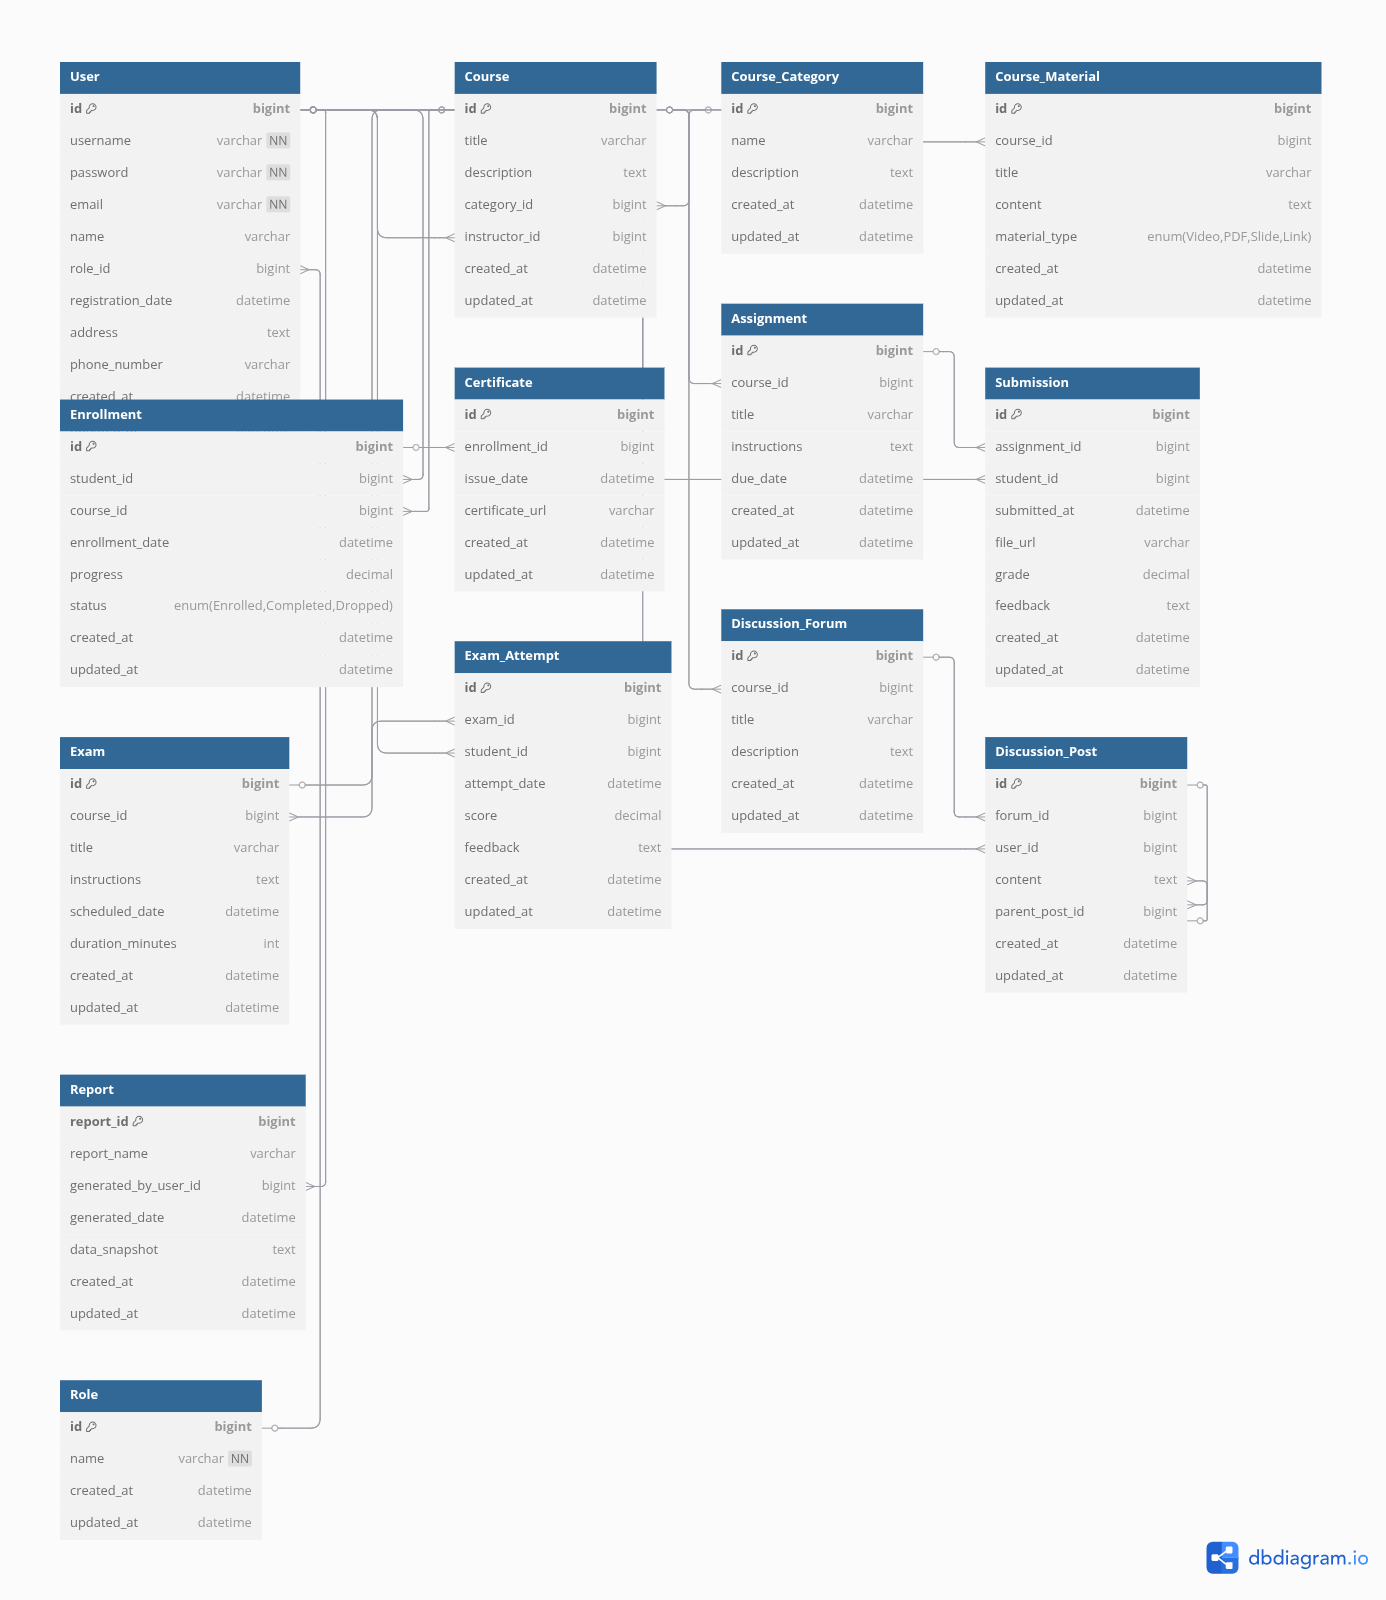 User
id bigint
username varchar NN
password varchar NN
email varchar NN
name varchar
role_id bigint
registration_date datetime
address text
phone_number varchar
created_at datetime
Enrollment
id bigint
student_id bigint
course_id bigint
enrollment_date datetime
progress decimal
status enum(Enrolled,Completed,Dropped)
created_at datetime
updated_at datetime
Exam
id bigint
course_id bigint
title varchar
instructions text
scheduled_date datetime
duration_minutes int
created_at datetime
updated_at datetime
Report
report_id bigint
report_name varchar
generated_by_user_id bigint
generated_date datetime
data_snapshot text
created_at datetime
updated_at datetime
Role
id bigint
name varchar NN
created_at datetime
updated_at datetime
Course
id bigint
title varchar
description text
category_id bigint
instructor_id bigint
created_at datetime
updated_at datetime
Certificate
id bigint
enrollment_id bigint
issue_date datetime
certificate_url varchar
created_at datetime
updated_at datetime
Exam_Attempt
id bigint
exam_id bigint
student_id bigint
attempt_date datetime
score decimal
feedback text
created_at datetime
updated_at datetime
Course_Category
id bigint
name varchar
description text
created_at datetime
updated_at datetime
Assignment
id bigint
course_id bigint
title varchar
instructions text
due_date datetime
created_at datetime
updated_at datetime
Discussion_Forum
id bigint
course_id bigint
title varchar
description text
created_at datetime
updated_at datetime
Course_Material
id bigint
course_id bigint
title varchar
content text
material_type enum(Video,PDF,Slide,Link)
created_at datetime
updated_at datetime
Submission
id bigint
assignment_id bigint
student_id bigint
submitted_at datetime
file_url varchar
grade decimal
feedback text
created_at datetime
updated_at datetime
Discussion_Post
id bigint
forum_id bigint
user_id bigint
content text
parent_post_id bigint
created_at datetime
updated_at datetime
dbdiagram.io